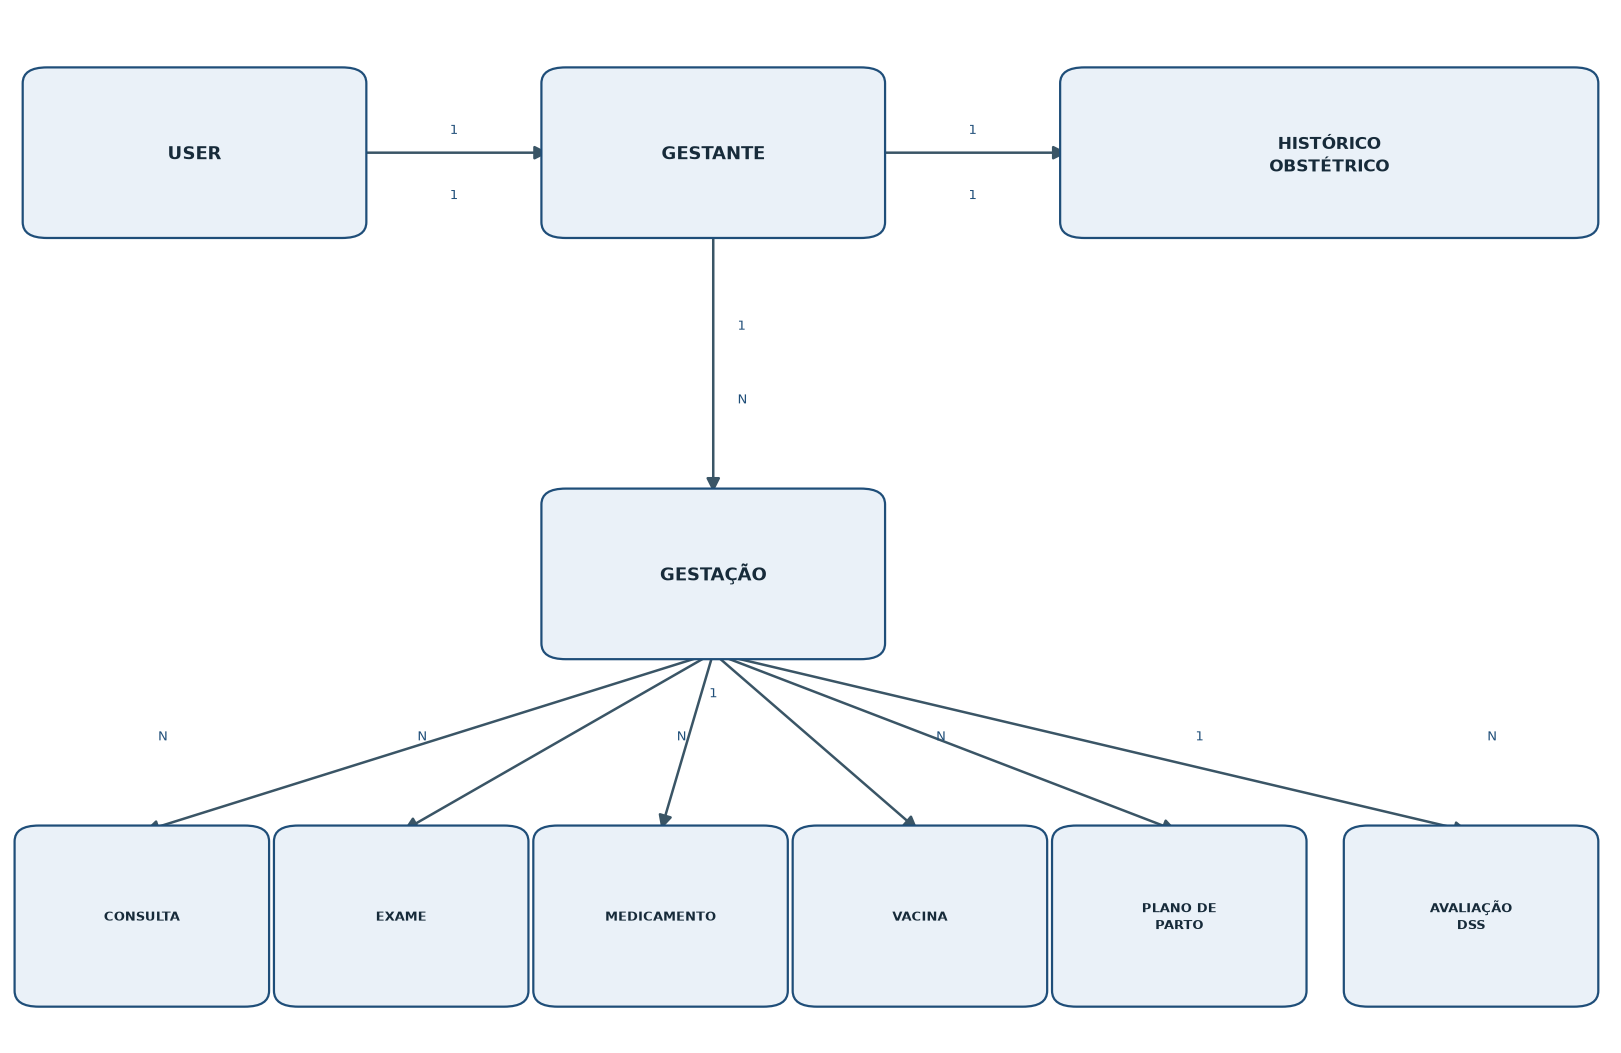 1
1
USER
GESTANTE
HISTÓRICO
OBSTÉTRICO
1
1
1
N
GESTAÇÃO
1
N
N
N
N
1
N
CONSULTA
EXAME
MEDICAMENTO
VACINA
PLANO DE
PARTO
AVALIAÇÃO
DSS